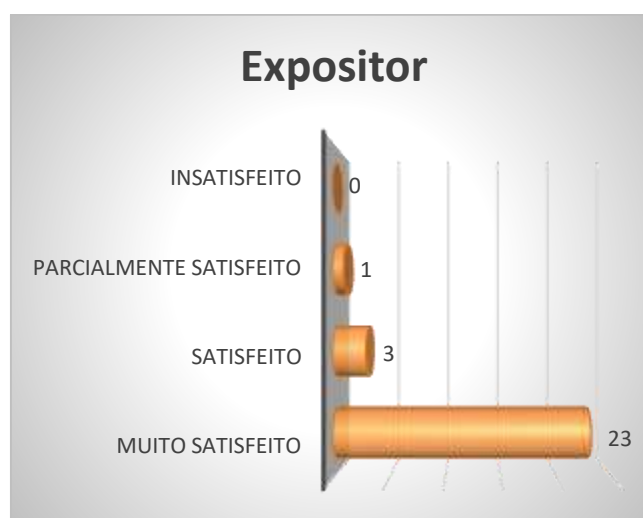 Expositor
INSATISFEITO 0
PARCIALMENTE SATISFEITO 1
SATISFEITO 3
MUITO SATISFEITO 23